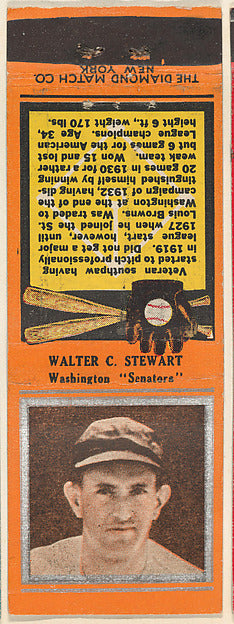 THE DIAMOND MATCH CO.
NEW YORK
Veteran southpaw having
started to pitch professionally
in 1919. Did not get a major
league start, however, until
1927 when he joined the St.
Louis Browns. Was traded to
Washington at the end of the
campaign of 1932, having dis-
tinguished himself by winning
20 games in 1930 for a rather
weak team. Won 15 and lost
but 6 games for the American
League champions. Age, 34,
6 height ft., weight 170 lbs.
WALTER C. STEWART
Washington "Senators"